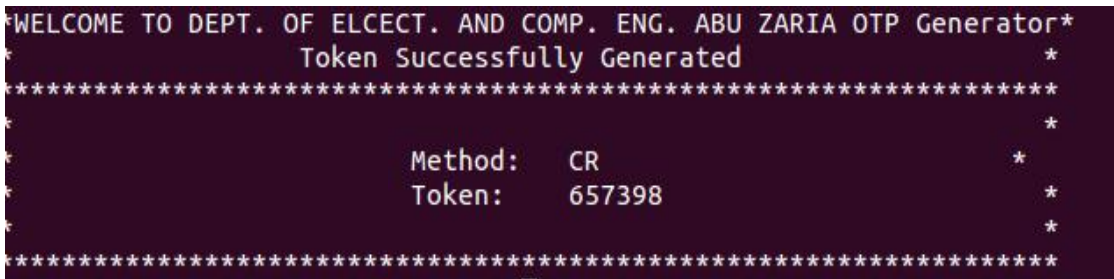 *WELCOME TO DEPT. OF ELCECT. AND COMP. ENG. ABU ZARIA OTP Generator*
* Token Successfully Generated *
*******************************************************************
* *
* Method: CR *
* Token: 657398 *
* *
*******************************************************************